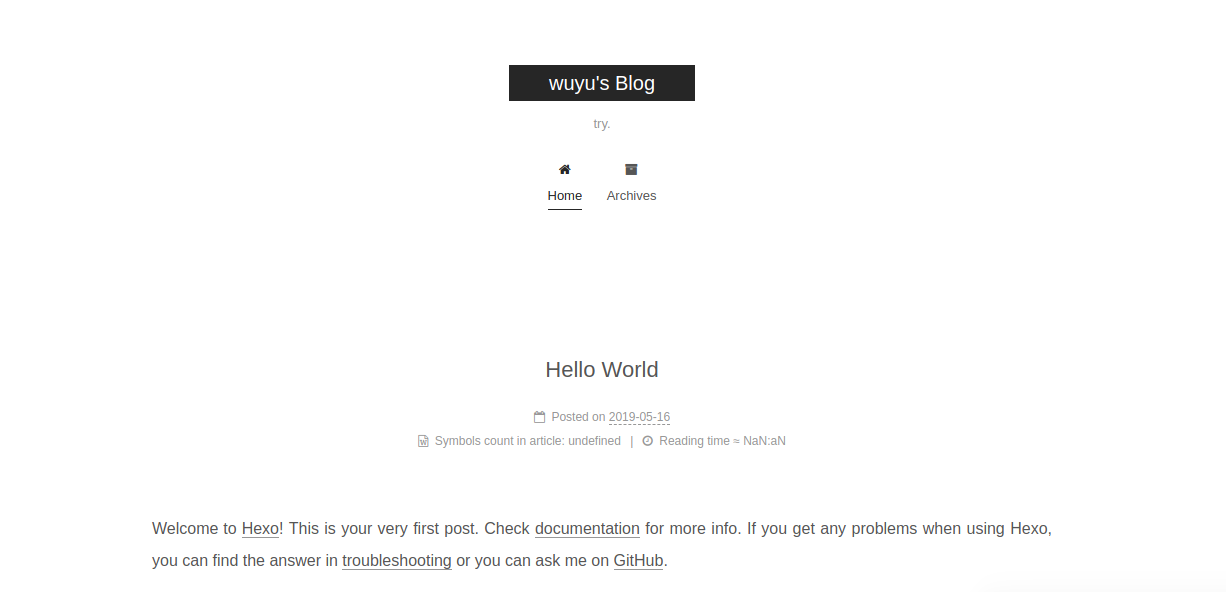 wuyu's Blog
try.
Home Archives
Hello World
Posted on 2019-05-16
Symbols count in article: undefined | Reading time ≈ NaN:aN
Welcome to Hexo! This is your very first post. Check documentation for more info. If you get any problems when using Hexo,
you can find the answer in troubleshooting or you can ask me on GitHub.